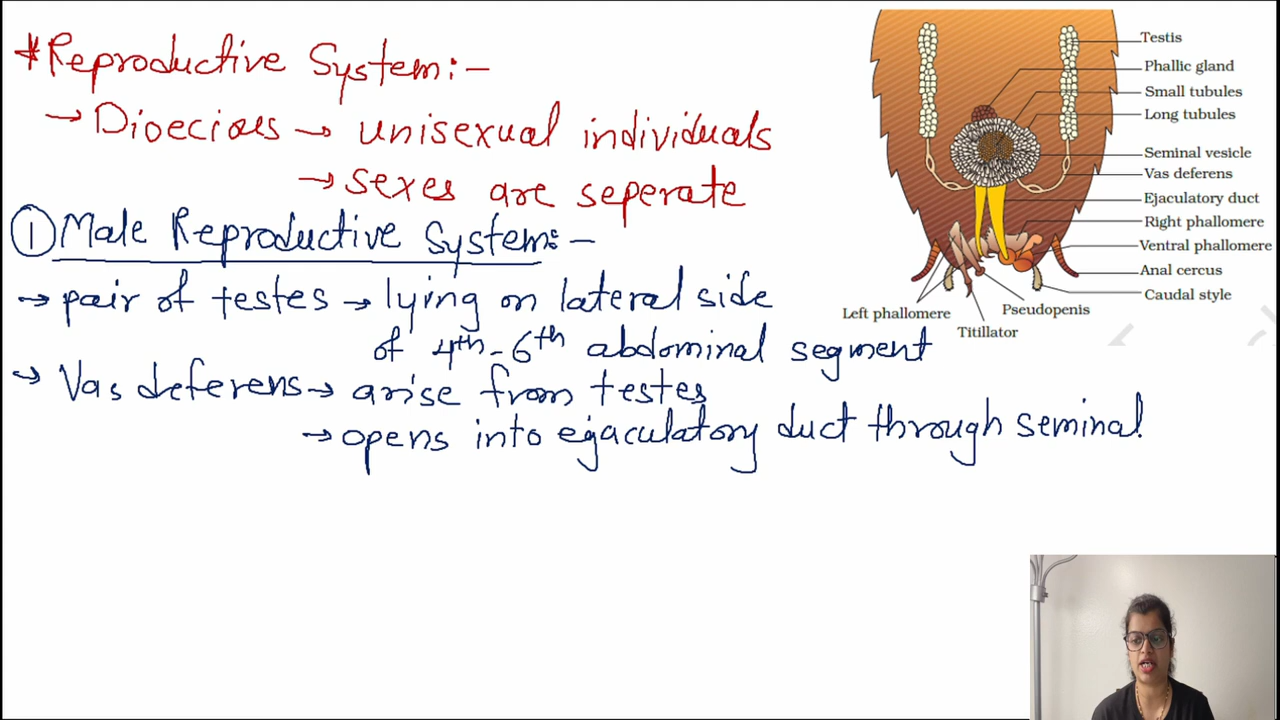 *Reproductive System:-
→ Dioecious → unisexual individuals
→ sexes are seperate
① Male Reproductive System:-
→ pair of testes → lying on lateral side
of 4th-6th abdominal segment
→ Vas deferens → arise from testes
→ opens into ejaculatory duct through seminal
Testis
Phallic gland
Small tubules
Long tubules
Seminal vesicle
Vas deferens
Ejaculatory duct
Right phallomere
Ventral phallomere
Anal cercus
Caudal style
Left phallomere
Pseudopenis
Titillator